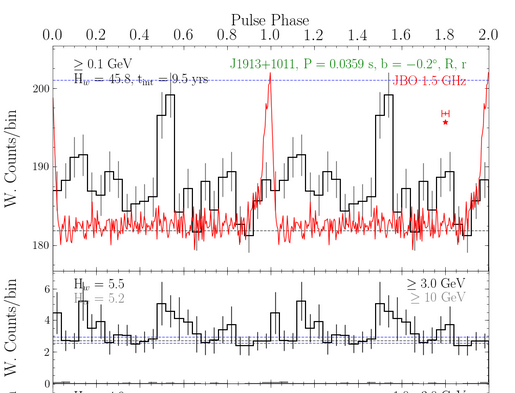 Pulse Phase
0.0 0.2 0.4 0.6 0.8 1.0 1.2 1.4 1.6 1.8 2.0
≥ 0.1 GeV
J1913+1011, P = 0.0359 s, b = −0.2°, R, r
H_w = 45.8, t_int = 9.5 yrs
JBO 1.5 GHz
W. Counts/bin
200
190
180
H_w = 5.5
≥ 3.0 GeV
H_w = 5.2
≥ 10 GeV
W. Counts/bin
6
4
2
0